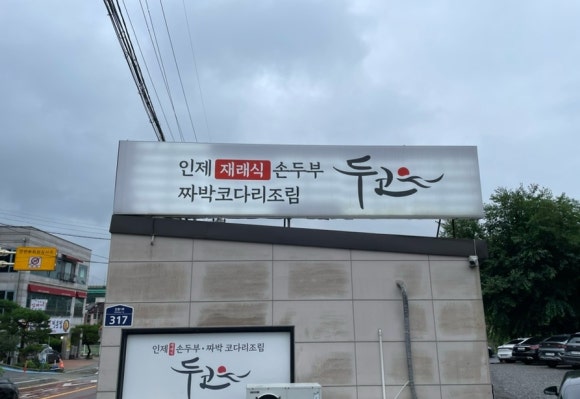 인제 재래식 손두부
짜박코다리조림
두고
317
인제 손두부·짜박 코다리조림
두고